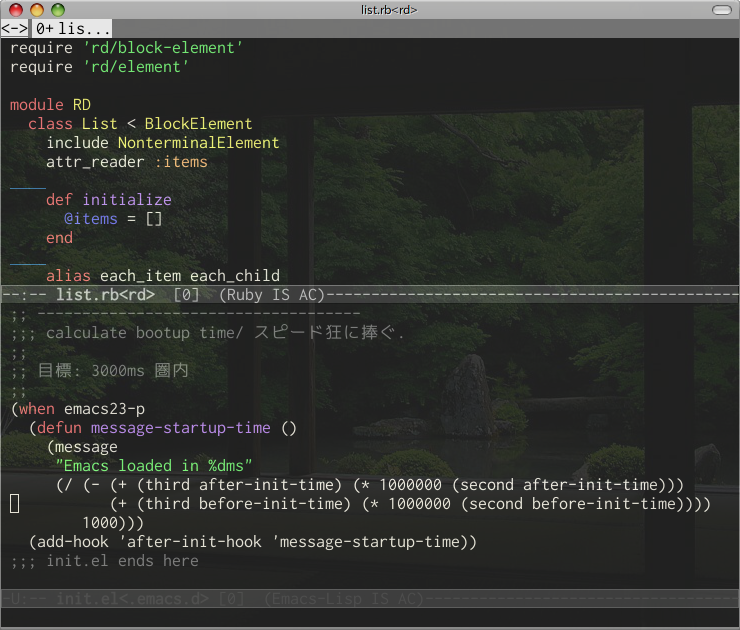 list.rb<rd>
<-> 0+ lis...
require 'rd/block-element'
require 'rd/element'
module RD
  class List < BlockElement
    include NonterminalElement
    attr_reader :items
____
    def initialize
      @items = []
    end
____
    alias each_item each_child
--:-- list.rb<rd> [0] (Ruby IS AC)----------------------------------------------
;; ------------------------------------
;;; calculate bootup time/ スピード狂に捧ぐ.
;;
;; 目標: 3000ms 圏内
;;
(when emacs23-p
  (defun message-startup-time ()
    (message
     "Emacs loaded in %dms"
     (/ (- (+ (third after-init-time) (* 1000000 (second after-init-time)))
           (+ (third before-init-time) (* 1000000 (second before-init-time))))
        1000)))
  (add-hook 'after-init-hook 'message-startup-time))
;;; init.el ends here
-U:-- init.el<.emacs.d> [0] (Emacs-Lisp IS AC)-----------------------------------